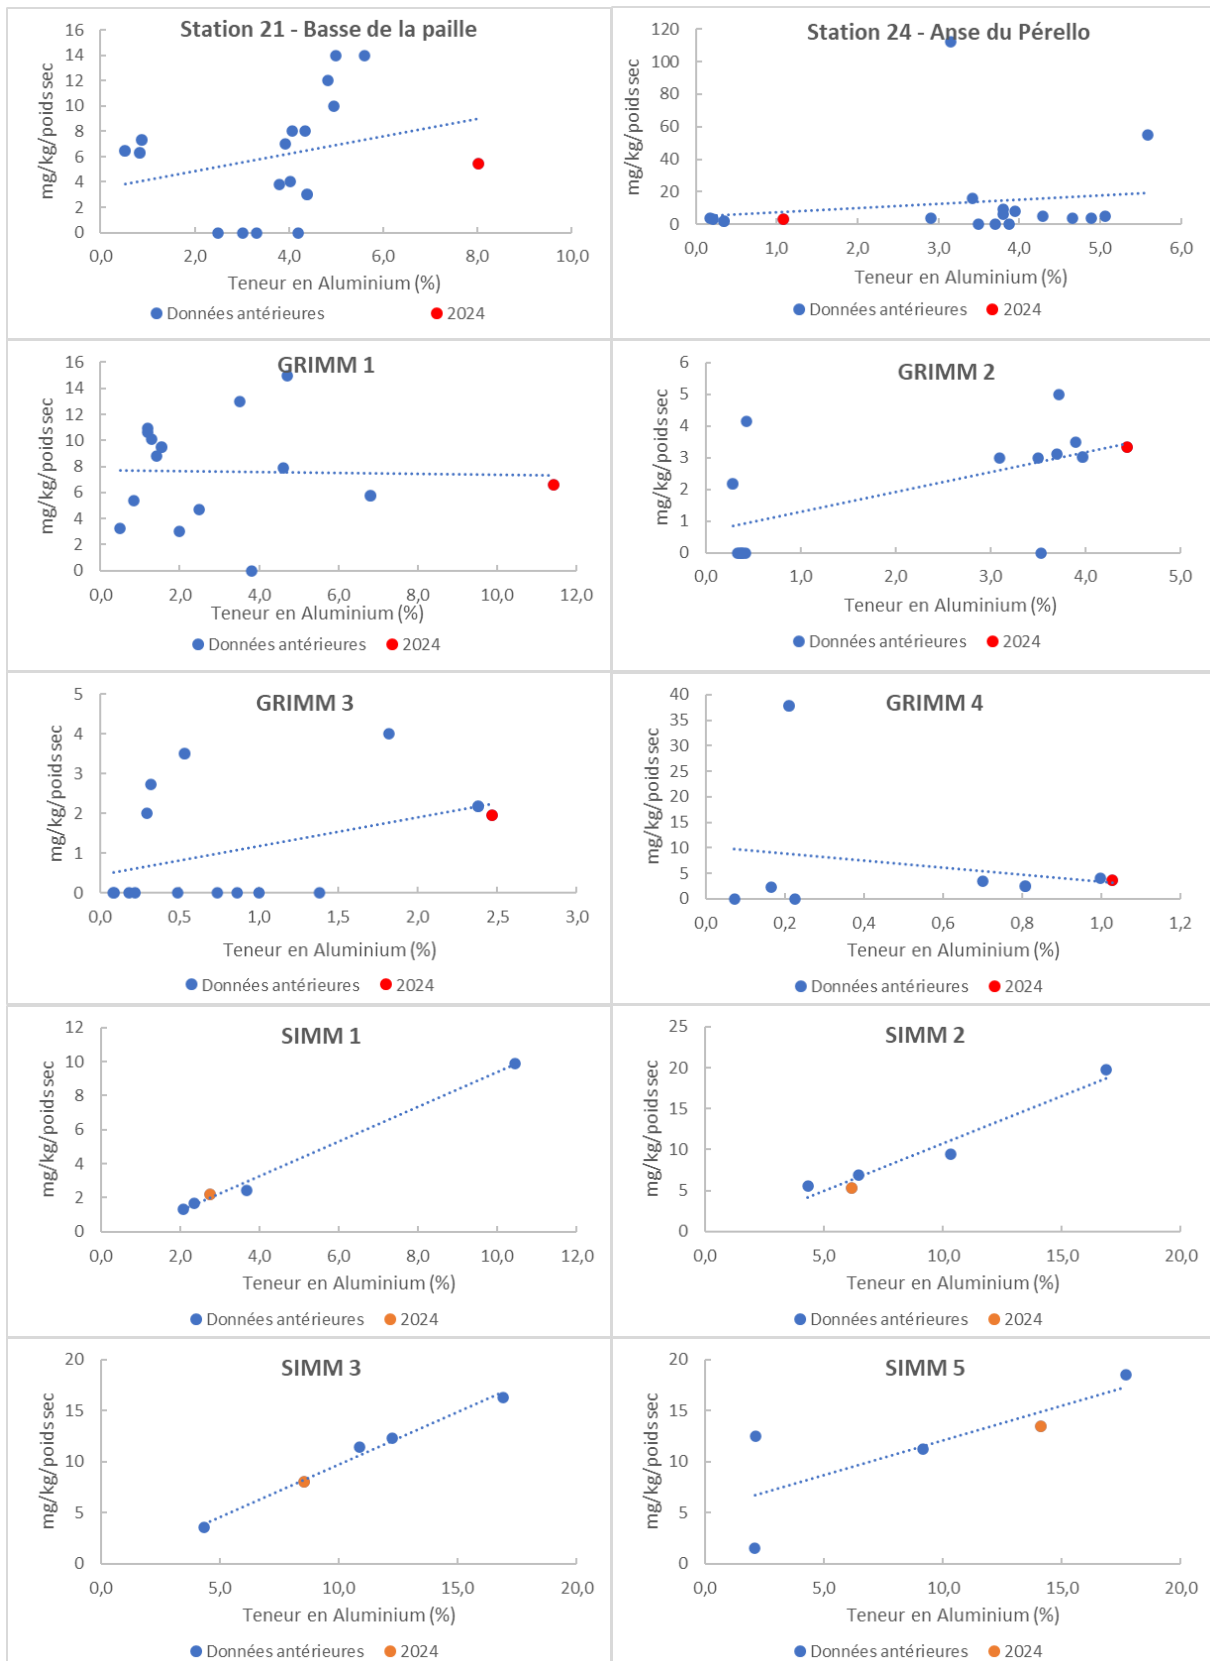 Station 21 - Basse de la paille
mg/kg/poids sec
16
14
12
10
8
6
4
2
0
0,0 2,0 4,0 6,0 8,0 10,0
Teneur en Aluminium (%)
Données antérieures 2024
Station 24 - Anse du Pérello
mg/kg/poids sec
120
100
80
60
40
20
0
0,0 1,0 2,0 3,0 4,0 5,0 6,0
Teneur en Aluminium (%)
Données antérieures 2024
GRIMM 1
mg/kg/poids sec
16
14
12
10
8
6
4
2
0
0,0 2,0 4,0 6,0 8,0 10,0 12,0
Teneur en Aluminium (%)
Données antérieures 2024
GRIMM 2
mg/kg/poids sec
6
5
4
3
2
1
0
0,0 1,0 2,0 3,0 4,0 5,0
Teneur en Aluminium (%)
Données antérieures 2024
GRIMM 3
mg/kg/poids sec
5
4
3
2
1
0
0,0 0,5 1,0 1,5 2,0 2,5 3,0
Teneur en Aluminium (%)
Données antérieures 2024
GRIMM 4
mg/kg/poids sec
40
35
30
25
20
15
10
5
0
0,0 0,2 0,4 0,6 0,8 1,0 1,2
Teneur en Aluminium (%)
Données antérieures 2024
SIMM 1
mg/kg/poids sec
12
10
8
6
4
2
0
0,0 2,0 4,0 6,0 8,0 10,0 12,0
Teneur en Aluminium (%)
Données antérieures 2024
SIMM 2
mg/kg/poids sec
25
20
15
10
5
0
0,0 5,0 10,0 15,0 20,0
Teneur en Aluminium (%)
Données antérieures 2024
SIMM 3
mg/kg/poids sec
20
15
10
5
0
0,0 5,0 10,0 15,0 20,0
Teneur en Aluminium (%)
Données antérieures 2024
SIMM 5
mg/kg/poids sec
20
15
10
5
0
0,0 5,0 10,0 15,0 20,0
Teneur en Aluminium (%)
Données antérieures 2024